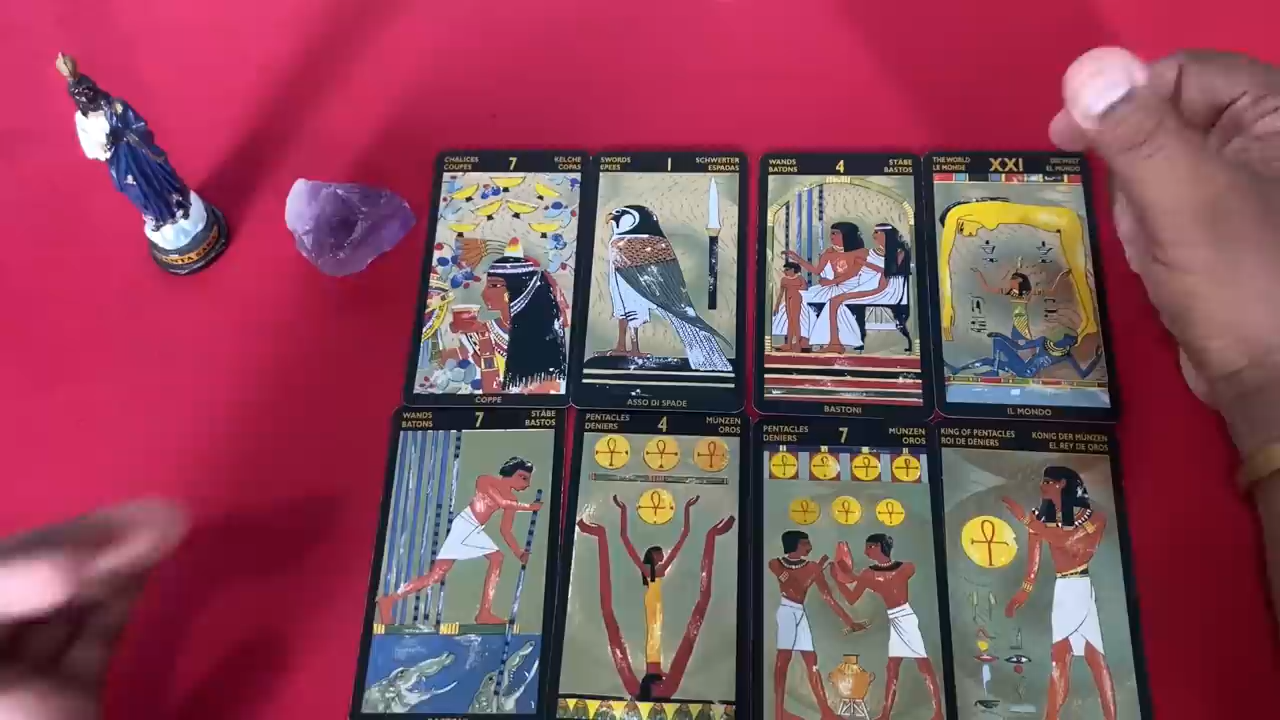 CHALICES 7 KELCHE
COUPES COPAS
COPPE
SWORDS I SCHWERTER
EPEES ESPADAS
ASSO DI SPADE
WANDS 4 STÄBE
BATONS BASTOS
BASTONI
THE WORLD XXI DIE WELT
LE MONDE EL MUNDO
IL MONDO
WANDS 7 STÄBE
BATONS BASTOS
PENTACLES 4 MÜNZEN
DENIERS OROS
PENTACLES 7 MÜNZEN
DENIERS OROS
KING OF PENTACLES KÖNIG DER MÜNZEN
ROI DE DENIERS EL REY DE OROS